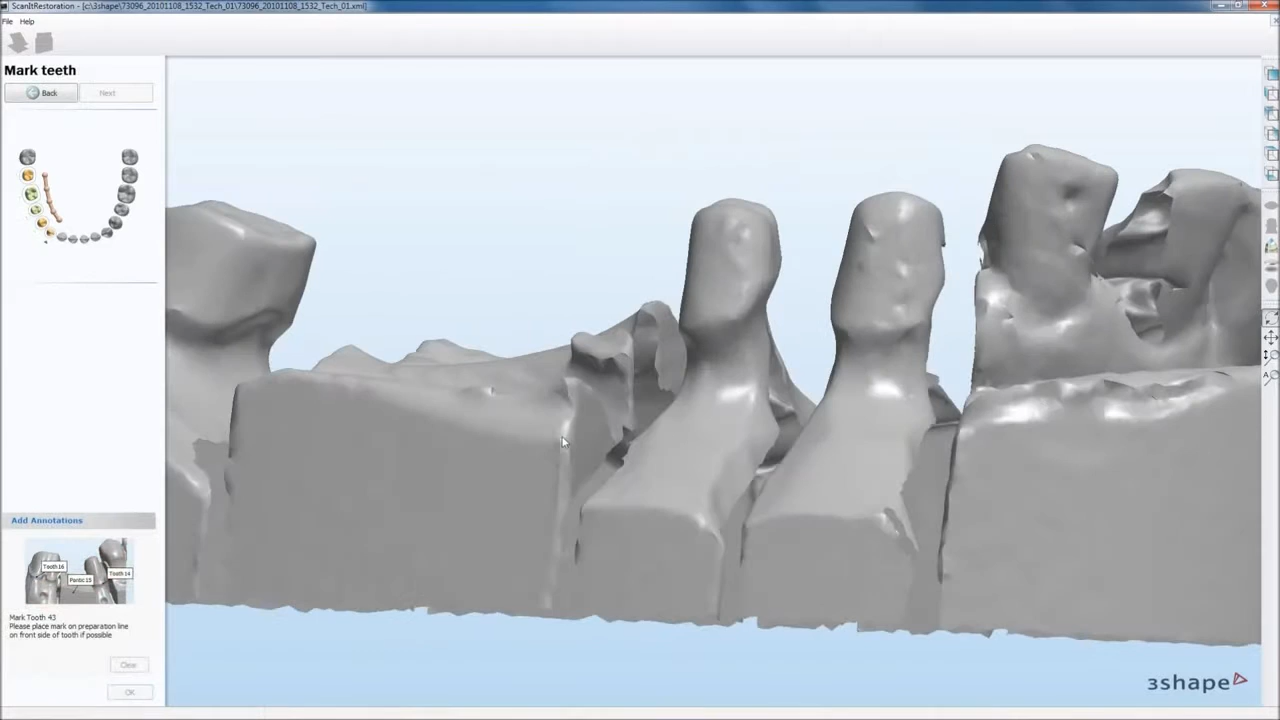 ScanItRestoration - [c:\3shape\73096_20101108_1532_Tech_01\73096_20101108_1532_Tech_01.xml]
File Help
Mark teeth
Back Next
Add Annotations
Tooth 16
Pontic 15
Tooth 14
Mark Tooth 43
Please place mark on preparation line
on front side of tooth if possible
Clear
OK
3shape